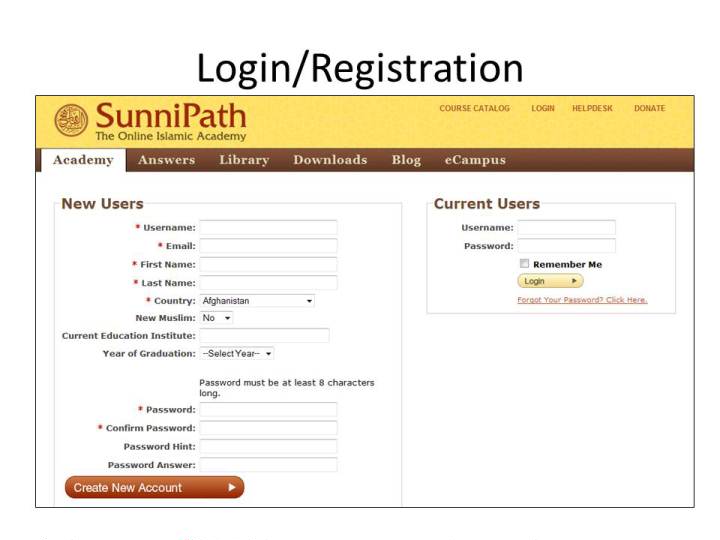 Login/Registration
SunniPath
The Online Islamic Academy
COURSE CATALOG LOGIN HELPDESK DONATE
Academy Answers Library Downloads Blog eCampus
New Users
* Username:
* Email:
* First Name:
* Last Name:
* Country: Afghanistan
New Muslim: No
Current Education Institute:
Year of Graduation: --Select Year--
Password must be at least 8 characters
long.
* Password:
* Confirm Password:
Password Hint:
Password Answer:
Create New Account
Current Users
Username:
Password:
Remember Me
Login
Forgot Your Password? Click Here.